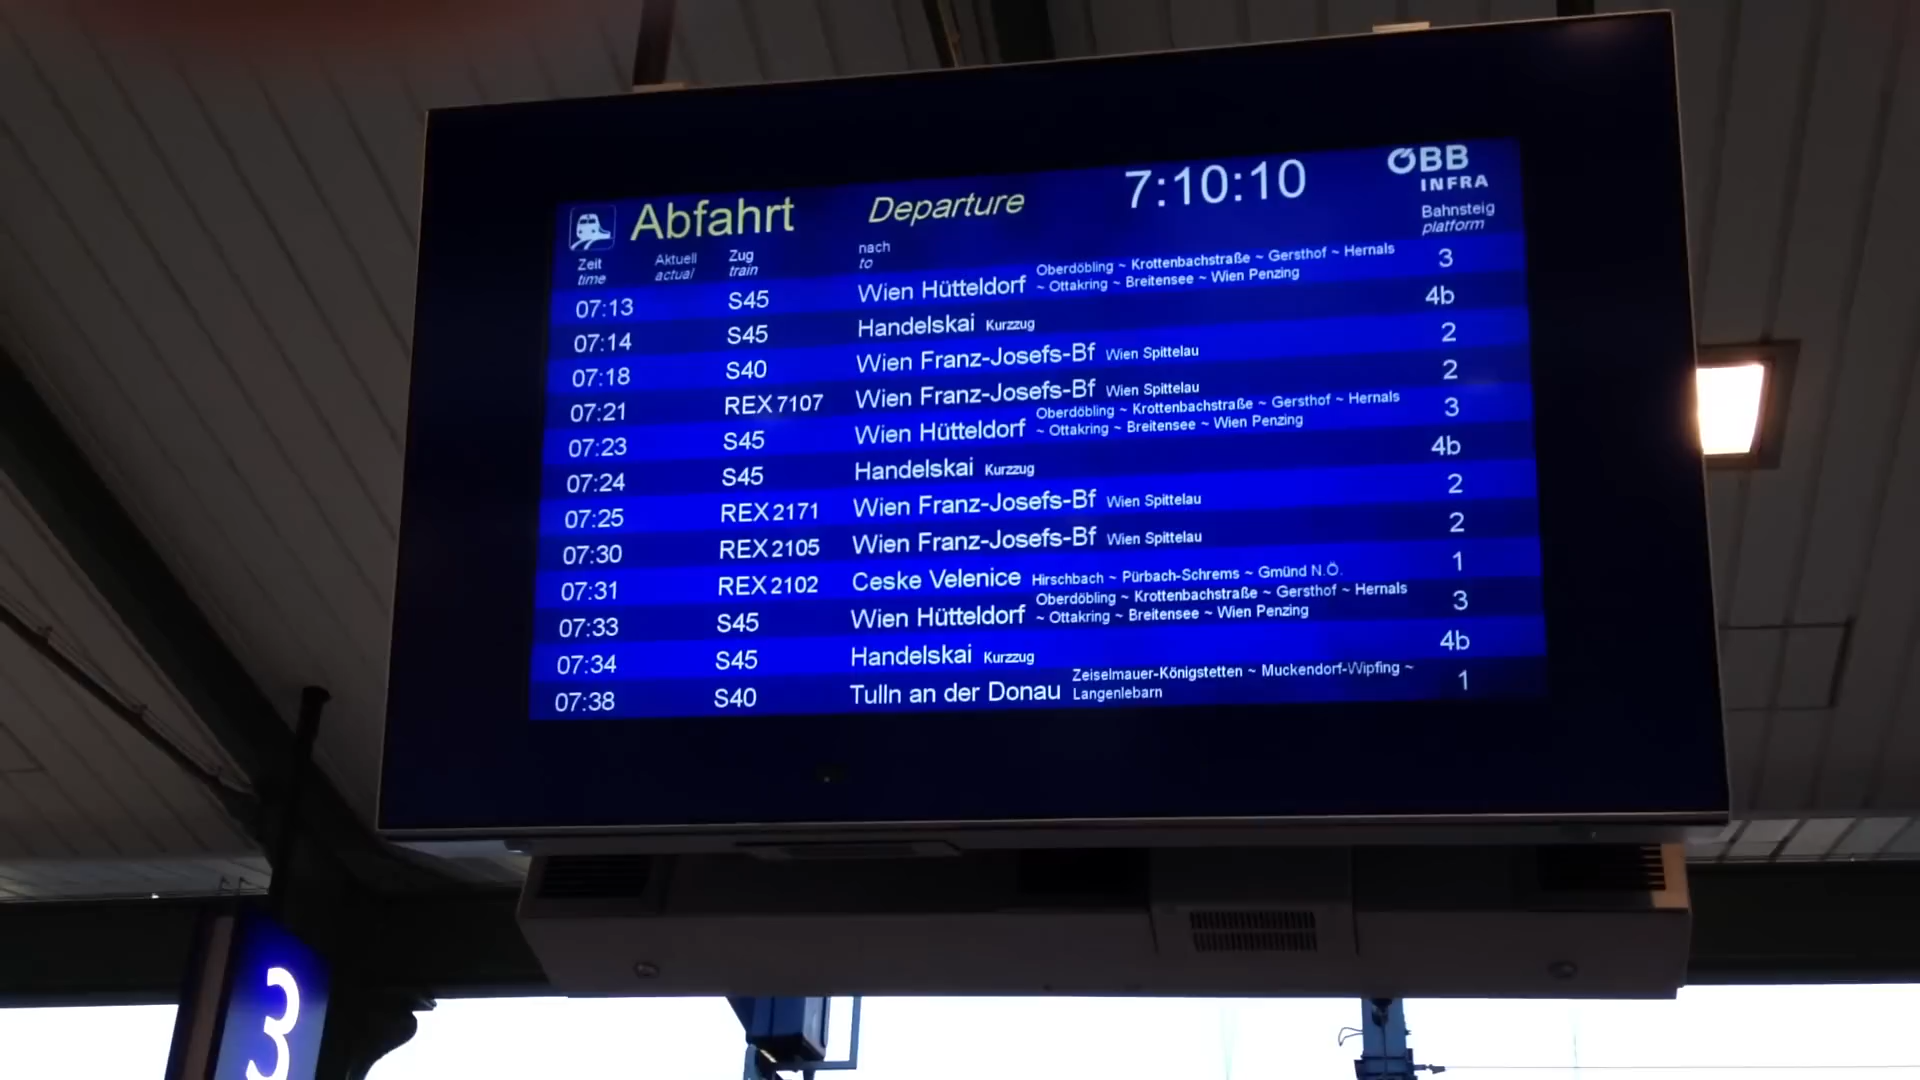 Abfahrt Departure 7:10:10 ÖBB INFRA
Zeit time Aktuell actual Zug train nach to Bahnsteig platform
07:13 S45 Wien Hütteldorf Oberdöbling ~ Krottenbachstraße ~ Gersthof ~ Hernals ~ Ottakring ~ Breitensee ~ Wien Penzing 3
07:14 S45 Handelskai Kurzzug 4b
07:18 S40 Wien Franz-Josefs-Bf Wien Spittelau 2
07:21 REX 7107 Wien Franz-Josefs-Bf Wien Spittelau 2
07:23 S45 Wien Hütteldorf Oberdöbling ~ Krottenbachstraße ~ Gersthof ~ Hernals ~ Ottakring ~ Breitensee ~ Wien Penzing 3
07:24 S45 Handelskai Kurzzug 4b
07:25 REX 2171 Wien Franz-Josefs-Bf Wien Spittelau 2
07:30 REX 2105 Wien Franz-Josefs-Bf Wien Spittelau 2
07:31 REX 2102 Ceske Velenice Hirschbach ~ Pürbach-Schrems ~ Gmünd N.Ö. 1
07:33 S45 Wien Hütteldorf Oberdöbling ~ Krottenbachstraße ~ Gersthof ~ Hernals ~ Ottakring ~ Breitensee ~ Wien Penzing 3
07:34 S45 Handelskai Kurzzug 4b
07:38 S40 Tulln an der Donau Zeiselmauer-Königstetten ~ Muckendorf-Wipfing ~ Langenlebarn 1
3